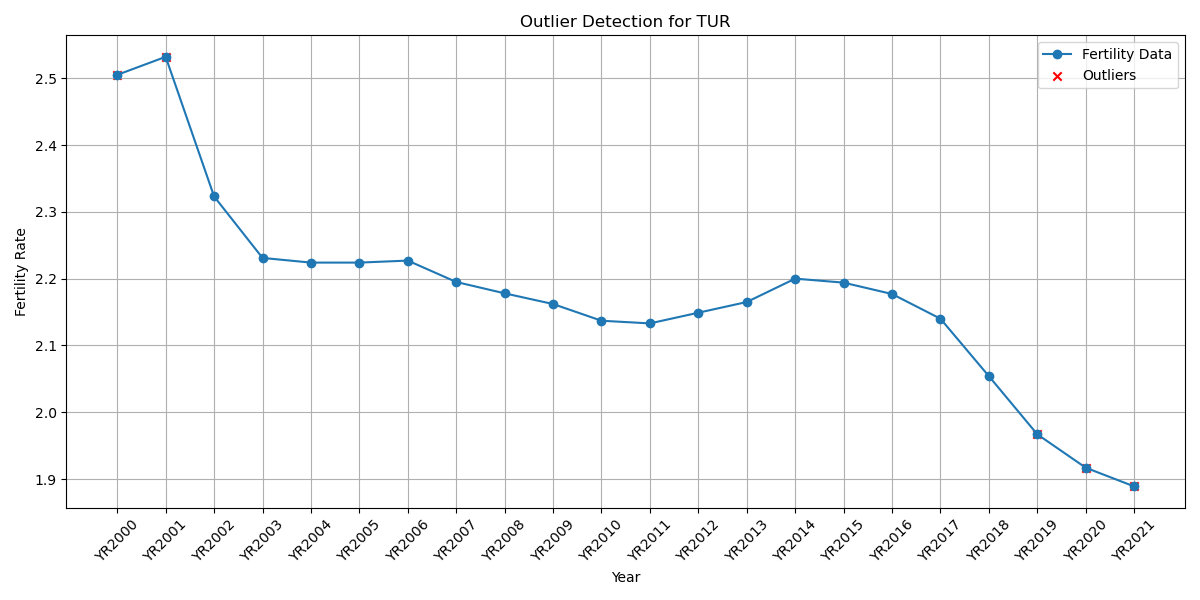 Outlier Detection for TUR
Fertility Data
Outliers
Fertility Rate
2.5
2.4
2.3
2.2
2.1
2.0
1.9
YR2000
YR2001
YR2002
YR2003
YR2004
YR2005
YR2006
YR2007
YR2008
YR2009
YR2010
YR2011
YR2012
YR2013
YR2014
YR2015
YR2016
YR2017
YR2018
YR2019
YR2020
YR2021
Year